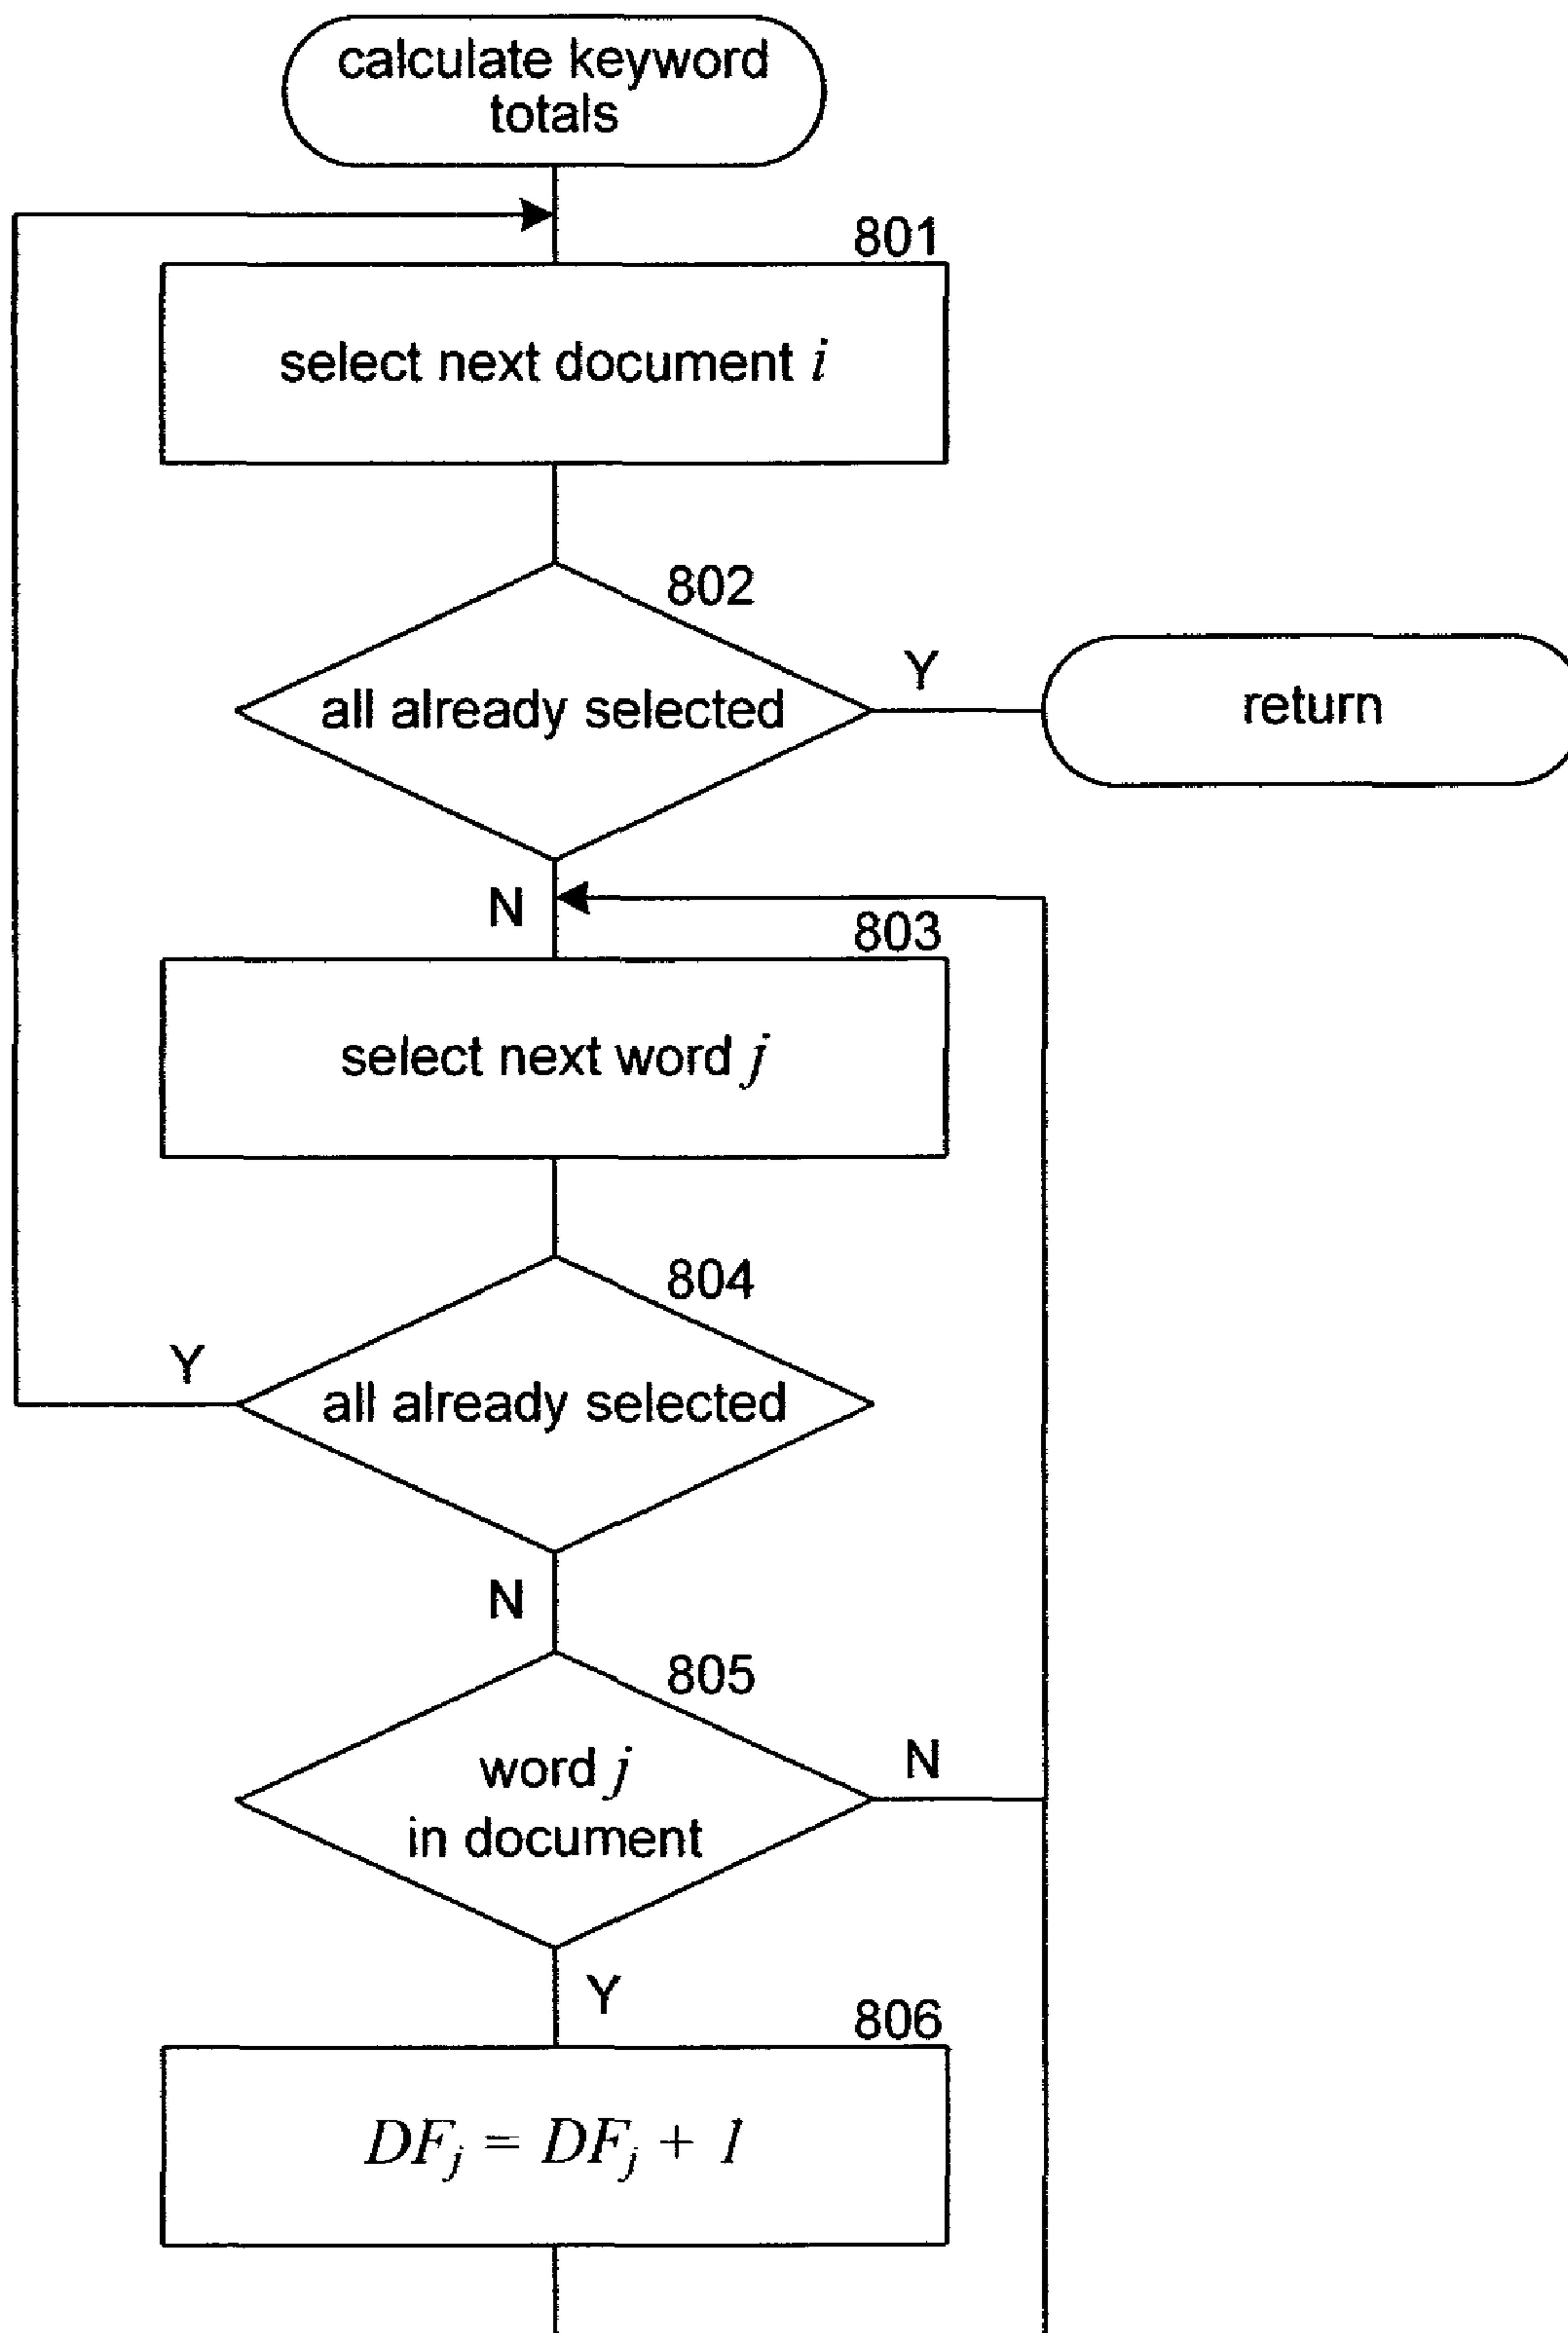 calculate keyword
totals
801
select next document i
802
all already selected
Y
return
N
803
select next word j
804
Y
all already selected
N
805
word j
in document
N
Y
806
DFj = DFj + 1